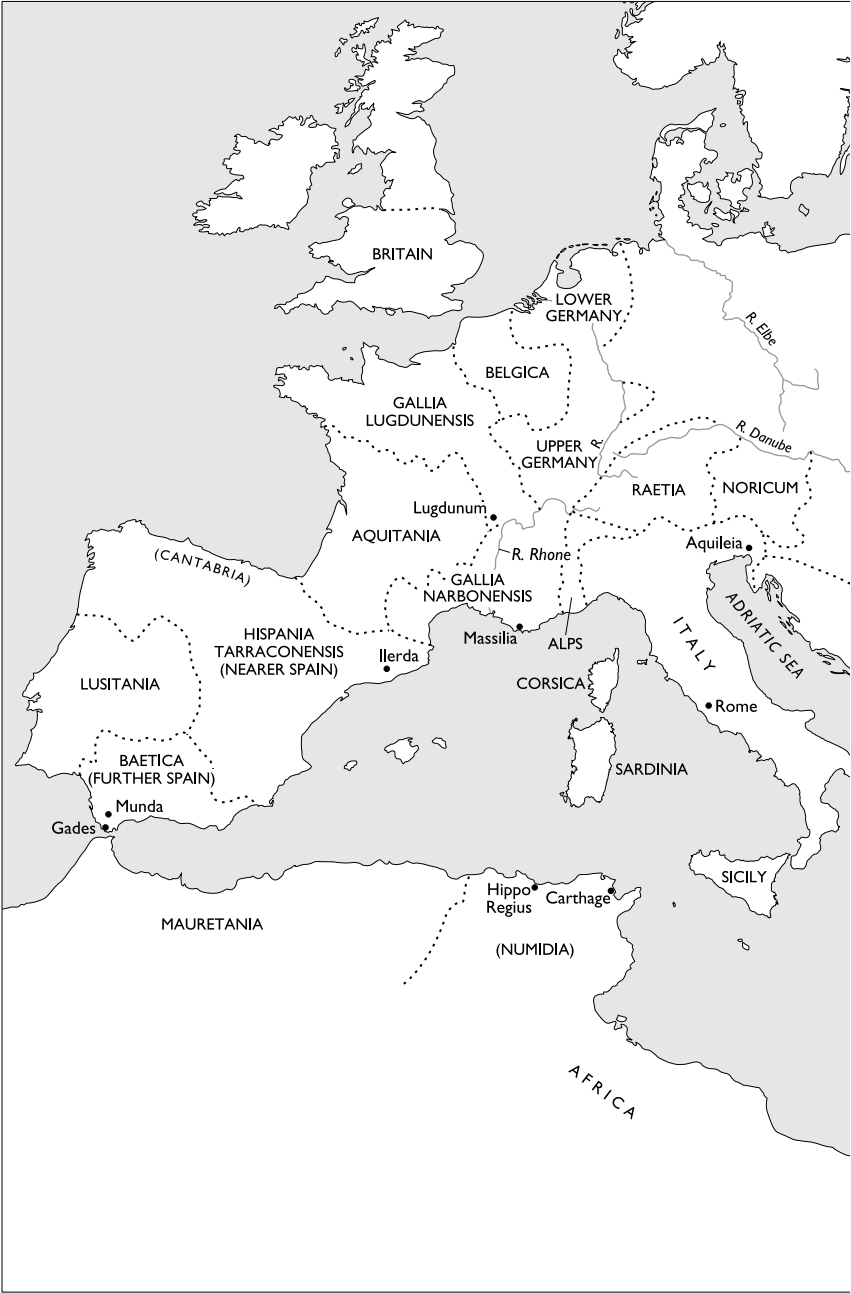 BRITAIN
LOWER
GERMANY
R. Elbe
BELGICA
GALLIA
LUGDUNENSIS
R. Danube
UPPER
GERMANY
R.
RAETIA
NORICUM
Lugdunum
AQUITANIA
Aquileia
R. Rhone
(CANTABRIA)
GALLIA
NARBONENSIS
ADRIATIC SEA
ITALY
HISPANIA
TARRACONENSIS
(NEARER SPAIN)
Massilia
ALPS
Ilerda
LUSITANIA
CORSICA
Rome
BAETICA
(FURTHER SPAIN)
SARDINIA
Munda
Gades
SICILY
Hippo
Regius
Carthage
MAURETANIA
(NUMIDIA)
AFRICA